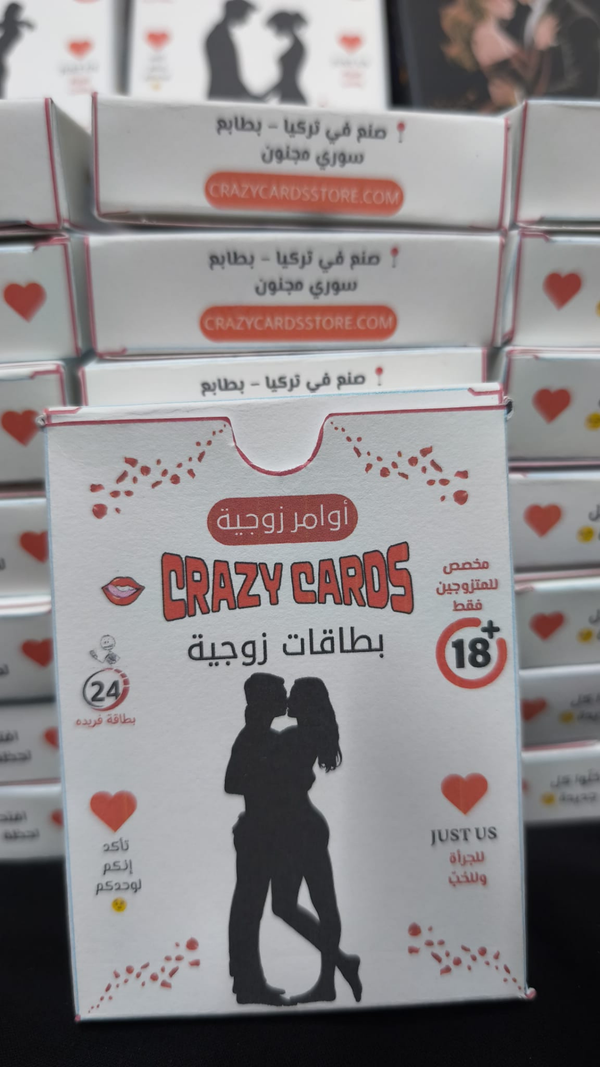 صنع في تركيا – بطابع
سوري مجنون
CRAZYCARDSSTORE.COM
صنع في تركيا – بطابع
سوري مجنون
CRAZYCARDSSTORE.COM
صنع في تركيا – بطابع
أوامر زوجية
CRAZY CARDS
بطاقات زوجية
مخصص
للمتزوجين
فقط
18+
24
بطاقة فريده
تأكد
إنكم
لوحدكم
JUST US
للجرأة
وللحب